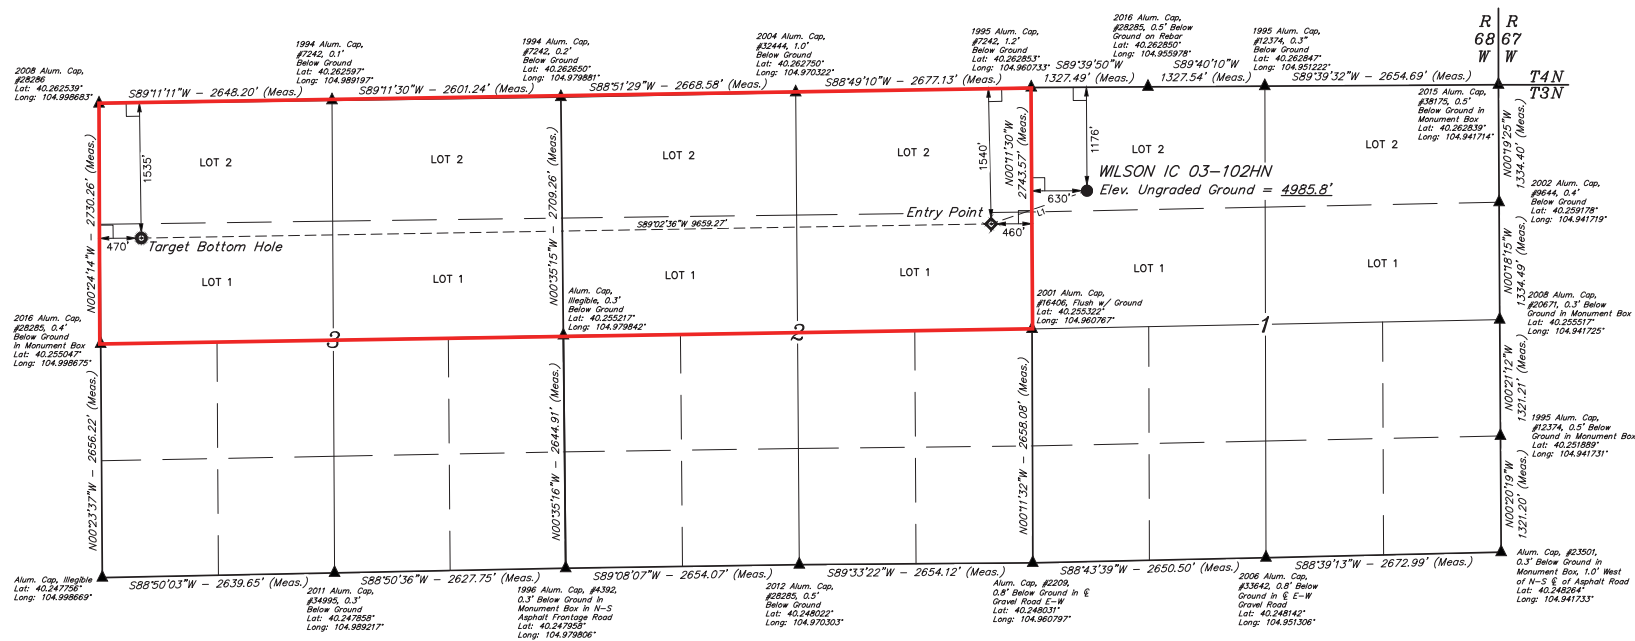 2008 Alum. Cap,
#28286
Lat: 40.262539°
Long: 104.998683°
1994 Alum. Cap,
#7242, 0.1'
Below Ground
Lat: 40.262597°
Long: 104.989197°
1994 Alum. Cap,
#7242, 0.2'
Below Ground
Lat: 40.262650°
Long: 104.979881°
2004 Alum. Cap,
#32444, 1.0'
Below Ground
Lat: 40.262750°
Long: 104.970322°
1995 Alum. Cap,
#7242, 1.2'
Below Ground
Lat: 40.262853°
Long: 104.960733°
2016 Alum. Cap,
#28285, 0.5' Below
Ground on Rebar
Lat: 40.262850°
Long: 104.955978°
1995 Alum. Cap,
#12374, 0.3"
Below Ground
Lat: 40.262847°
Long: 104.951222°
R R
68 67
W W
T4N
T3N
S89°11'11"W - 2648.20' (Meas.)
S89°11'30"W - 2601.24' (Meas.)
S88°51'29"W - 2668.58' (Meas.)
S88°49'10"W - 2677.13' (Meas.)
S89°39'50"W
1327.49' (Meas.)
S89°40'10"W
1327.54' (Meas.)
S89°39'32"W - 2654.69' (Meas.)
2015 Alum. Cap,
#38175, 0.5'
Below Ground in
Monument Box
Lat: 40.262839°
Long: 104.941714°
N00°24'14"W - 2730.26' (Meas.)
1535'
LOT 2
LOT 2
N00°35'15"W - 2709.26' (Meas.)
LOT 2
LOT 2
1540'
N00°11'30"W
2743.57' (Meas.)
1176'
LOT 2
LOT 2
N00°19'25"W
1334.40' (Meas.)
WILSON IC 03-102HN
Elev. Ungraded Ground = 4985.8'
630'
L1
2002 Alum. Cap,
#9644, 0.4'
Below Ground
Lat: 40.259178°
Long: 104.941719°
Entry Point
460'
S89°02'36"W 9659.27'
470'
Target Bottom Hole
LOT 1
LOT 1
LOT 1
LOT 1
LOT 1
LOT 1
N00°18'15"W
1334.49' (Meas.)
Alum. Cap,
Illegible, 0.3'
Below Ground
Lat: 40.255217°
Long: 104.979842°
2001 Alum. Cap,
#16406, Flush w/ Ground
Lat: 40.255322°
Long: 104.960767°
2008 Alum. Cap,
#20671, 0.3' Below
Ground in Monument Box
Lat: 40.255517°
Long: 104.941725°
2016 Alum. Cap,
#28285, 0.4'
Below Ground
in Monument Box
Lat: 40.255047°
Long: 104.998675°
3
2
1
N00°23'37"W - 2656.22' (Meas.)
N00°35'16"W - 2644.91' (Meas.)
N00°11'32"W - 2658.08' (Meas.)
N00°21'12"W
1321.21' (Meas.)
1995 Alum. Cap,
#12374, 0.5' Below
Ground in Monument Box
Lat: 40.251889°
Long: 104.941731°
N00°20'19"W
1321.20' (Meas.)
Alum. Cap, Illegible
Lat: 40.247756°
Long: 104.998669°
S88°50'03"W - 2639.65' (Meas.)
S88°50'36"W - 2627.75' (Meas.)
S89°08'07"W - 2654.07' (Meas.)
S89°33'22"W - 2654.12' (Meas.)
S88°43'39"W - 2650.50' (Meas.)
S88°39'13"W - 2672.99' (Meas.)
2011 Alum. Cap,
#34995, 0.3'
Below Ground
Lat: 40.247858°
Long: 104.989217°
1996 Alum. Cap, #4392,
0.3' Below Ground in
Monument Box in N-S
Asphalt Frontage Road
Lat: 40.247958°
Long: 104.979806°
2012 Alum. Cap,
#28285, 0.5'
Below Ground
Lat: 40.248022°
Long: 104.970303°
Alum. Cap, #2209,
0.8' Below Ground in ℄
Gravel Road E-W
Lat: 40.248031°
Long: 104.960797°
2006 Alum. Cap,
#33642, 0.8' Below
Ground in ℄ E-W
Gravel Road
Lat: 40.248142°
Long: 104.951306°
Alum. Cap, #23501,
0.3' Below Ground in
Monument Box, 1.0' West
of N-S ℄ of Asphalt Road
Lat: 40.248264°
Long: 104.941733°